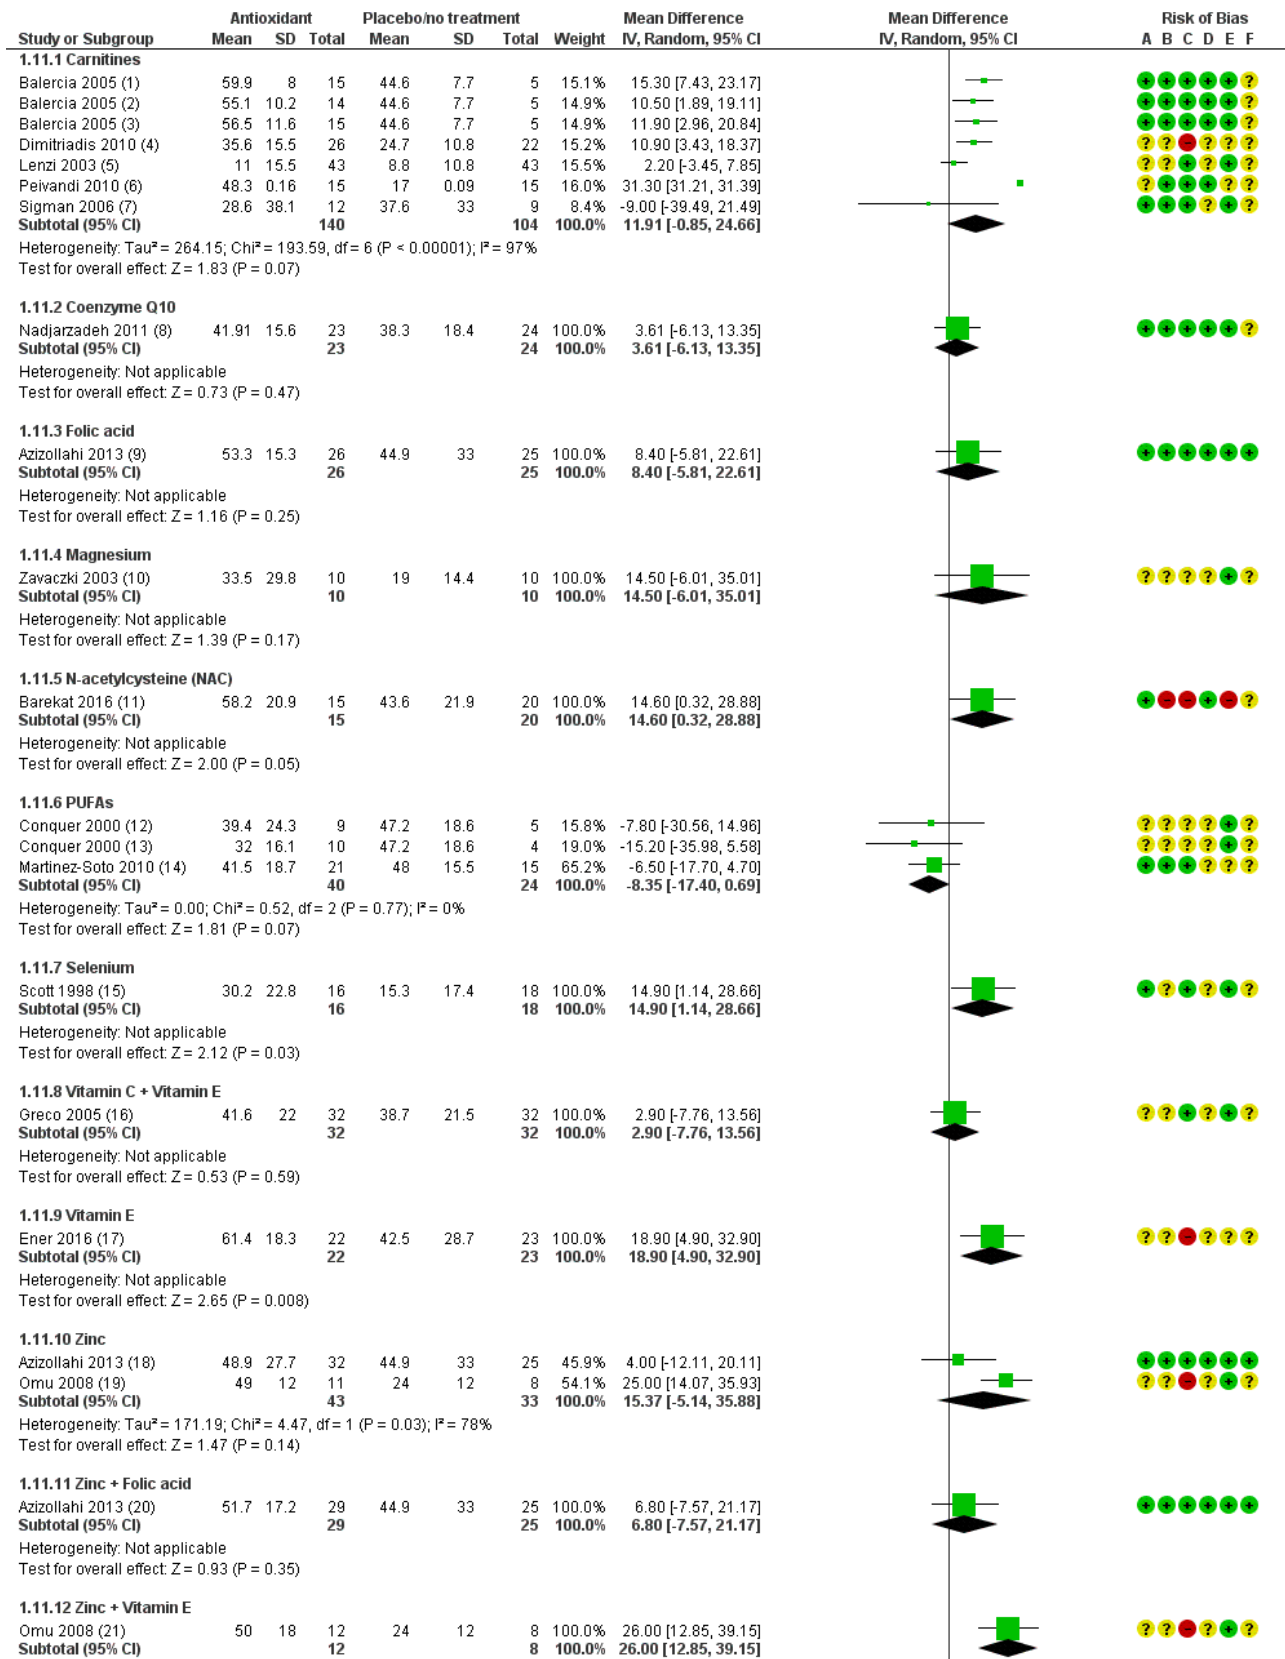 Antioxidant Placebo/no treatment Mean Difference Mean Difference Risk of Bias
Study or Subgroup Mean SD Total Mean SD Total Weight IV, Random, 95% CI IV, Random, 95% CI A B C D E F
1.11.1 Carnitines
Balercia 2005 (1) 59.9 8 15 44.6 7.7 5 15.1% 15.30 [7.43, 23.17] + + + + + ?
Balercia 2005 (2) 55.1 10.2 14 44.6 7.7 5 14.9% 10.50 [1.89, 19.11] + + + + + ?
Balercia 2005 (3) 56.5 11.6 15 44.6 7.7 5 14.9% 11.90 [2.96, 20.84] + + + + + ?
Dimitriadis 2010 (4) 35.6 15.5 26 24.7 10.8 22 15.2% 10.90 [3.43, 18.37] ? ? - ? ? ?
Lenzi 2003 (5) 11 15.5 43 8.8 10.8 43 15.5% 2.20 [-3.45, 7.85] ? ? + ? + ?
Peivandi 2010 (6) 48.3 0.16 15 17 0.09 15 16.0% 31.30 [31.21, 31.39] ? + + + ? ?
Sigman 2006 (7) 28.6 38.1 12 37.6 33 9 8.4% -9.00 [-39.49, 21.49] + + + ? + ?
Subtotal (95% CI) 140 104 100.0% 11.91 [-0.85, 24.66]
Heterogeneity: Tau² = 264.15; Chi² = 193.59, df = 6 (P < 0.00001); I² = 97%
Test for overall effect: Z = 1.83 (P = 0.07)
1.11.2 Coenzyme Q10
Nadjarzadeh 2011 (8) 41.91 15.6 23 38.3 18.4 24 100.0% 3.61 [-6.13, 13.35] + + + + + ?
Subtotal (95% CI) 23 24 100.0% 3.61 [-6.13, 13.35]
Heterogeneity: Not applicable
Test for overall effect: Z = 0.73 (P = 0.47)
1.11.3 Folic acid
Azizollahi 2013 (9) 53.3 15.3 26 44.9 33 25 100.0% 8.40 [-5.81, 22.61] + + + + + +
Subtotal (95% CI) 26 25 100.0% 8.40 [-5.81, 22.61]
Heterogeneity: Not applicable
Test for overall effect: Z = 1.16 (P = 0.25)
1.11.4 Magnesium
Zavaczki 2003 (10) 33.5 29.8 10 19 14.4 10 100.0% 14.50 [-6.01, 35.01] ? ? ? ? + ?
Subtotal (95% CI) 10 10 100.0% 14.50 [-6.01, 35.01]
Heterogeneity: Not applicable
Test for overall effect: Z = 1.39 (P = 0.17)
1.11.5 N-acetylcysteine (NAC)
Barekat 2016 (11) 58.2 20.9 15 43.6 21.9 20 100.0% 14.60 [0.32, 28.88] + - - + - ?
Subtotal (95% CI) 15 20 100.0% 14.60 [0.32, 28.88]
Heterogeneity: Not applicable
Test for overall effect: Z = 2.00 (P = 0.05)
1.11.6 PUFAs
Conquer 2000 (12) 39.4 24.3 9 47.2 18.6 5 15.8% -7.80 [-30.56, 14.96] ? ? ? ? + ?
Conquer 2000 (13) 32 16.1 10 47.2 18.6 4 19.0% -15.20 [-35.98, 5.58] ? ? ? ? + ?
Martinez-Soto 2010 (14) 41.5 18.7 21 48 15.5 15 65.2% -6.50 [-17.70, 4.70] + + + ? ? ?
Subtotal (95% CI) 40 24 100.0% -8.35 [-17.40, 0.69]
Heterogeneity: Tau² = 0.00; Chi² = 0.52, df = 2 (P = 0.77); I² = 0%
Test for overall effect: Z = 1.81 (P = 0.07)
1.11.7 Selenium
Scott 1998 (15) 30.2 22.8 16 15.3 17.4 18 100.0% 14.90 [1.14, 28.66] + ? + ? + ?
Subtotal (95% CI) 16 18 100.0% 14.90 [1.14, 28.66]
Heterogeneity: Not applicable
Test for overall effect: Z = 2.12 (P = 0.03)
1.11.8 Vitamin C + Vitamin E
Greco 2005 (16) 41.6 22 32 38.7 21.5 32 100.0% 2.90 [-7.76, 13.56] ? ? + ? + ?
Subtotal (95% CI) 32 32 100.0% 2.90 [-7.76, 13.56]
Heterogeneity: Not applicable
Test for overall effect: Z = 0.53 (P = 0.59)
1.11.9 Vitamin E
Ener 2016 (17) 61.4 18.3 22 42.5 28.7 23 100.0% 18.90 [4.90, 32.90] ? ? - ? ? ?
Subtotal (95% CI) 22 23 100.0% 18.90 [4.90, 32.90]
Heterogeneity: Not applicable
Test for overall effect: Z = 2.65 (P = 0.008)
1.11.10 Zinc
Azizollahi 2013 (18) 48.9 27.7 32 44.9 33 25 45.9% 4.00 [-12.11, 20.11] + + + + + +
Omu 2008 (19) 49 12 11 24 12 8 54.1% 25.00 [14.07, 35.93] ? ? - ? + ?
Subtotal (95% CI) 43 33 100.0% 15.37 [-5.14, 35.88]
Heterogeneity: Tau² = 171.19; Chi² = 4.47, df = 1 (P = 0.03); I² = 78%
Test for overall effect: Z = 1.47 (P = 0.14)
1.11.11 Zinc + Folic acid
Azizollahi 2013 (20) 51.7 17.2 29 44.9 33 25 100.0% 6.80 [-7.57, 21.17] + + + + + +
Subtotal (95% CI) 29 25 100.0% 6.80 [-7.57, 21.17]
Heterogeneity: Not applicable
Test for overall effect: Z = 0.93 (P = 0.35)
1.11.12 Zinc + Vitamin E
Omu 2008 (21) 50 18 12 24 12 8 100.0% 26.00 [12.85, 39.15] ? ? - ? + ?
Subtotal (95% CI) 12 8 100.0% 26.00 [12.85, 39.15]